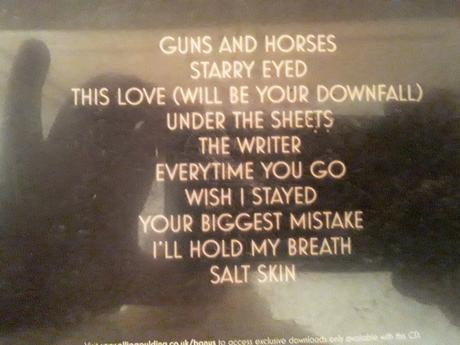 GUNS AND HORSES
STARRY EYED
THIS LOVE (WILL BE YOUR DOWNFALL)
UNDER THE SHEETS
THE WRITER
EVERYTIME YOU GO
WISH I STAYED
YOUR BIGGEST MISTAKE
I'LL HOLD MY BREATH
SALT SKIN
to access exclusive downloads only available with this CD